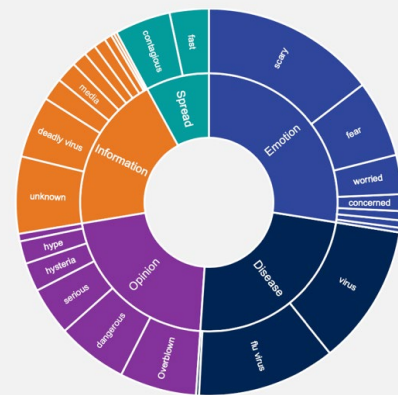 Emotion
scary
fear
worried
concerned
Disease
virus
flu virus
Opinion
Overblown
dangerous
serious
hysteria
hype
Information
unknown
deadly virus
media
Spread
contagious
fast